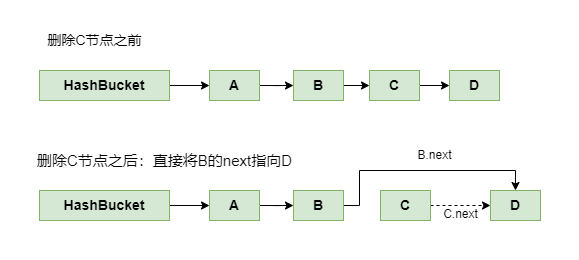 删除C节点之前
HashBucket A B C D
删除C节点之后：直接将B的next指向D
B.next
HashBucket A B C D
C.next